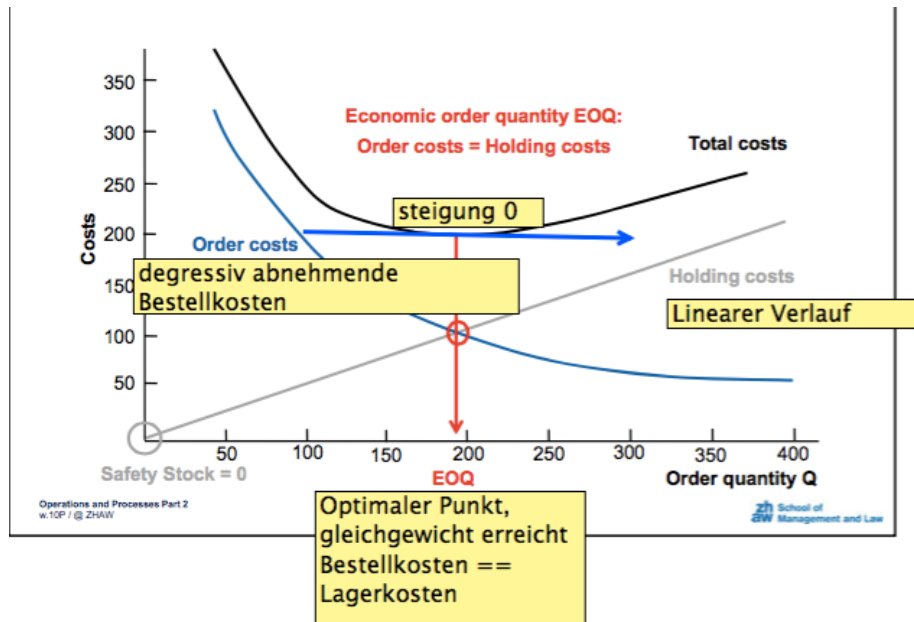 350
300
250
200
150
100
50
Costs
Economic order quantity EOQ:
Order costs = Holding costs
Total costs
steigung 0
Order costs
degressiv abnehmende
Bestellkosten
Holding costs
Linearer Verlauf
50
100
150
200
250
300
350
400
Safety Stock = 0
EOQ
Order quantity Q
Operations and Processes Part 2
w.10P / @ ZHAW
Optimaler Punkt,
gleichgewicht erreicht
Bestellkosten ==
Lagerkosten
zh School of
aw Management and Law